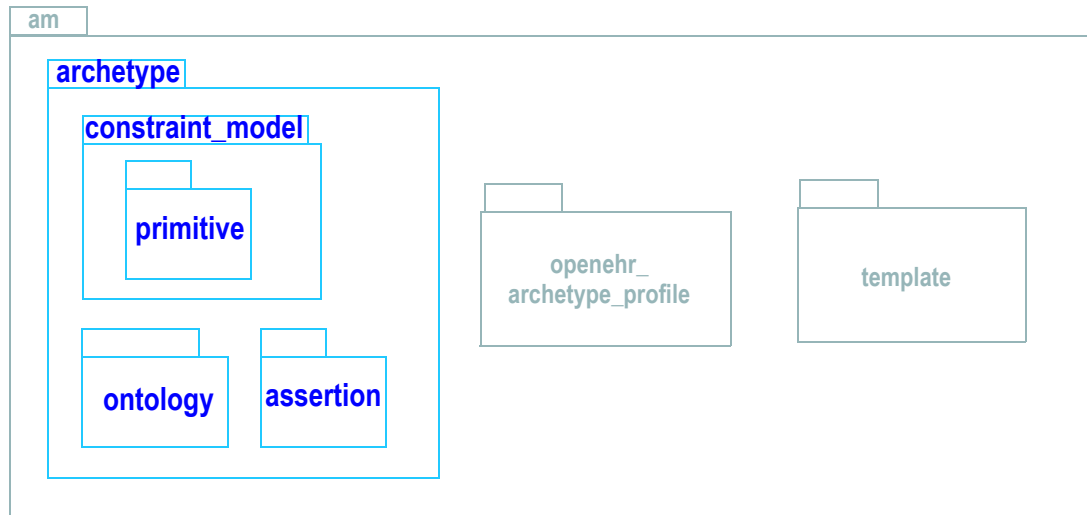 am
archetype
constraint_model
primitive
openehr_
archetype_profile
template
ontology
assertion